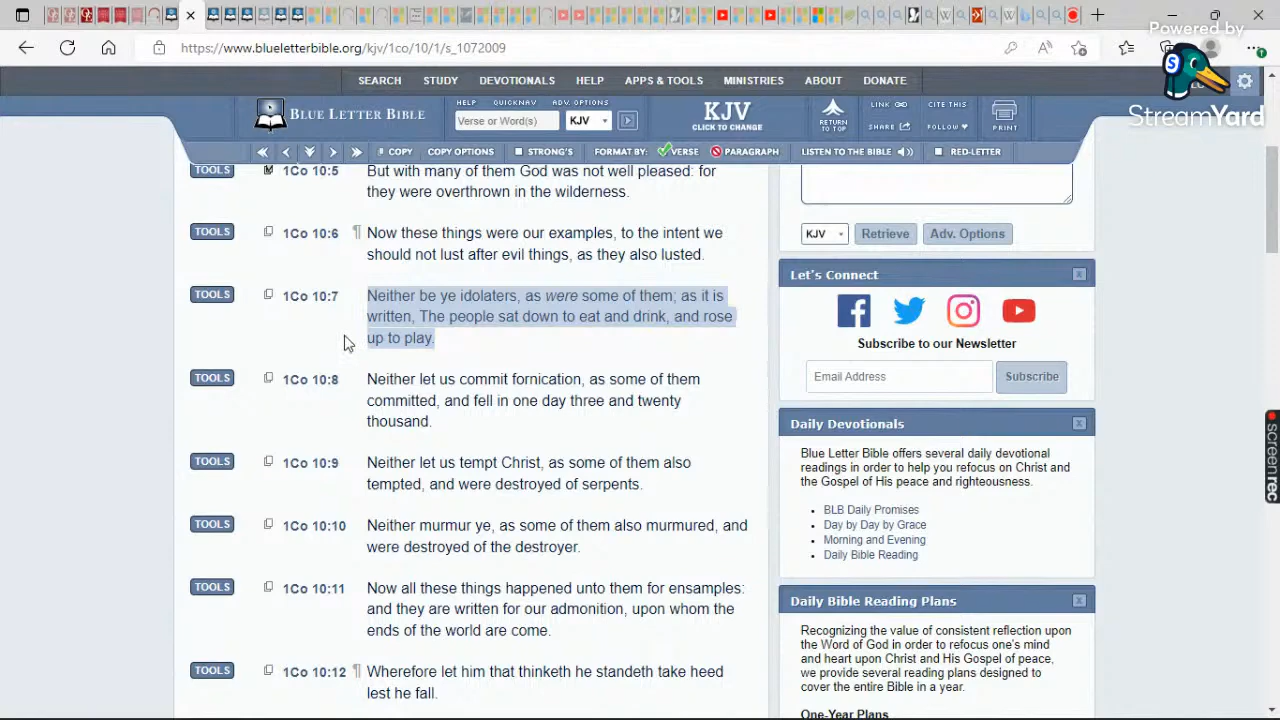 Powered by
StreamYard
https://www.blueletterbible.org/kjv/1co/10/1/s_1072009
SEARCH STUDY DEVOTIONALS HELP APPS & TOOLS MINISTRIES ABOUT DONATE
BLUE LETTER BIBLE
HELP QUICKNAV ADV. OPTIONS
Verse or Word(s) KJV
KJV
CLICK TO CHANGE
RETURN
TO TOP
LINK
SHARE
CITE THIS
FOLLOW
PRINT
COPY COPY OPTIONS STRONG'S FORMAT BY: VERSE PARAGRAPH LISTEN TO THE BIBLE RED-LETTER
TOOLS 1Co 10:5 But with many of them God was not well pleased: for
they were overthrown in the wilderness.
TOOLS 1Co 10:6 ¶ Now these things were our examples, to the intent we
should not lust after evil things, as they also lusted.
TOOLS 1Co 10:7 Neither be ye idolaters, as were some of them; as it is
written, The people sat down to eat and drink, and rose
up to play.
TOOLS 1Co 10:8 Neither let us commit fornication, as some of them
committed, and fell in one day three and twenty
thousand.
TOOLS 1Co 10:9 Neither let us tempt Christ, as some of them also
tempted, and were destroyed of serpents.
TOOLS 1Co 10:10 Neither murmur ye, as some of them also murmured, and
were destroyed of the destroyer.
TOOLS 1Co 10:11 Now all these things happened unto them for ensamples:
and they are written for our admonition, upon whom the
ends of the world are come.
TOOLS 1Co 10:12 ¶ Wherefore let him that thinketh he standeth take heed
lest he fall.
KJV Retrieve Adv. Options
Let's Connect
Subscribe to our Newsletter
Email Address Subscribe
Daily Devotionals
Blue Letter Bible offers several daily devotional
readings in order to help you refocus on Christ and
the Gospel of His peace and righteousness.
BLB Daily Promises
Day by Day by Grace
Morning and Evening
Daily Bible Reading
Daily Bible Reading Plans
Recognizing the value of consistent reflection upon
the Word of God in order to refocus one's mind
and heart upon Christ and His Gospel of peace,
we provide several reading plans designed to
cover the entire Bible in a year.
One-Year Plans
screenrec